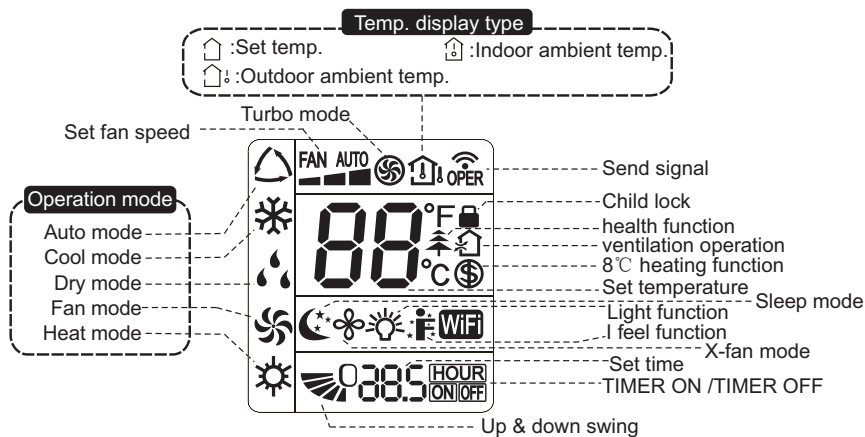 Temp. display type
:Set temp.
:Indoor ambient temp.
:Outdoor ambient temp.
Turbo mode
Set fan speed
FAN AUTO
OPER
Send signal
Operation mode
Auto mode
Cool mode
Dry mode
Fan mode
Heat mode
88
°F
°C
Child lock
health function
ventilation operation
8℃ heating function
Set temperature
Sleep mode
Light function
I feel function
WiFi
X-fan mode
Set time
088.5
HOUR
ON OFF
TIMER ON /TIMER OFF
Up & down swing